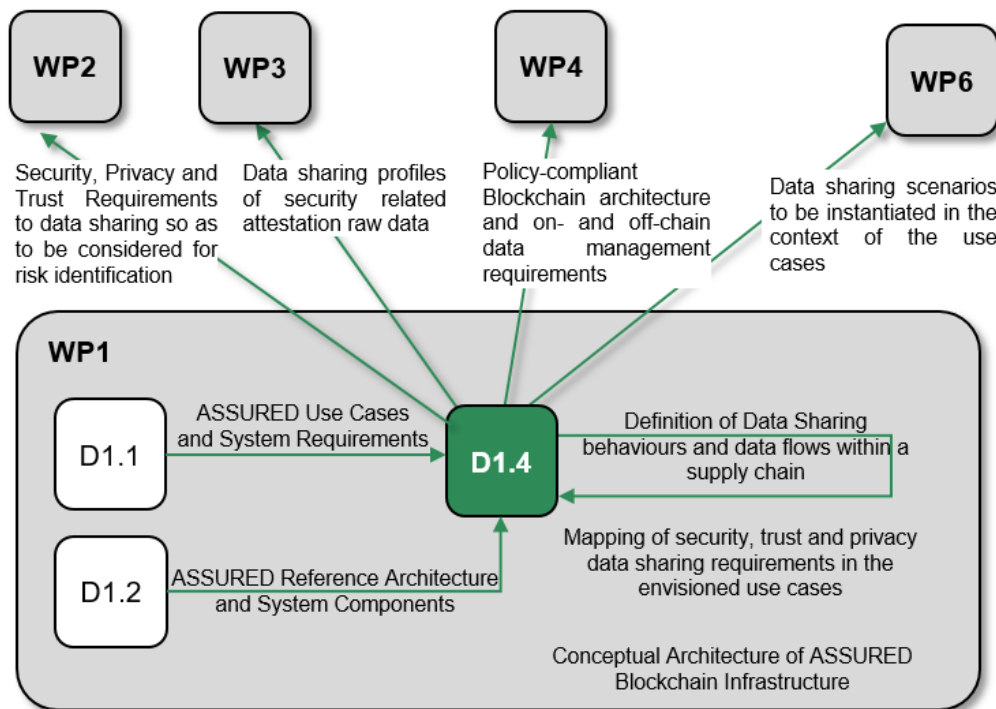 WP2
WP3
WP4
WP6
Security, Privacy and
Trust Requirements
to data sharing so as
to be considered for
risk identification
Data sharing profiles
of security related
attestation raw data
Policy-compliant
Blockchain architecture
and on- and off-chain
data management
requirements
Data sharing scenarios
to be instantiated in the
context of the use
cases
WP1
D1.1
ASSURED Use Cases
and System Requirements
D1.4
Definition of Data Sharing
behaviours and data flows within a
supply chain
D1.2
ASSURED Reference Architecture
and System Components
Mapping of security, trust and privacy
data sharing requirements in the
envisioned use cases
Conceptual Architecture of ASSURED
Blockchain Infrastructure